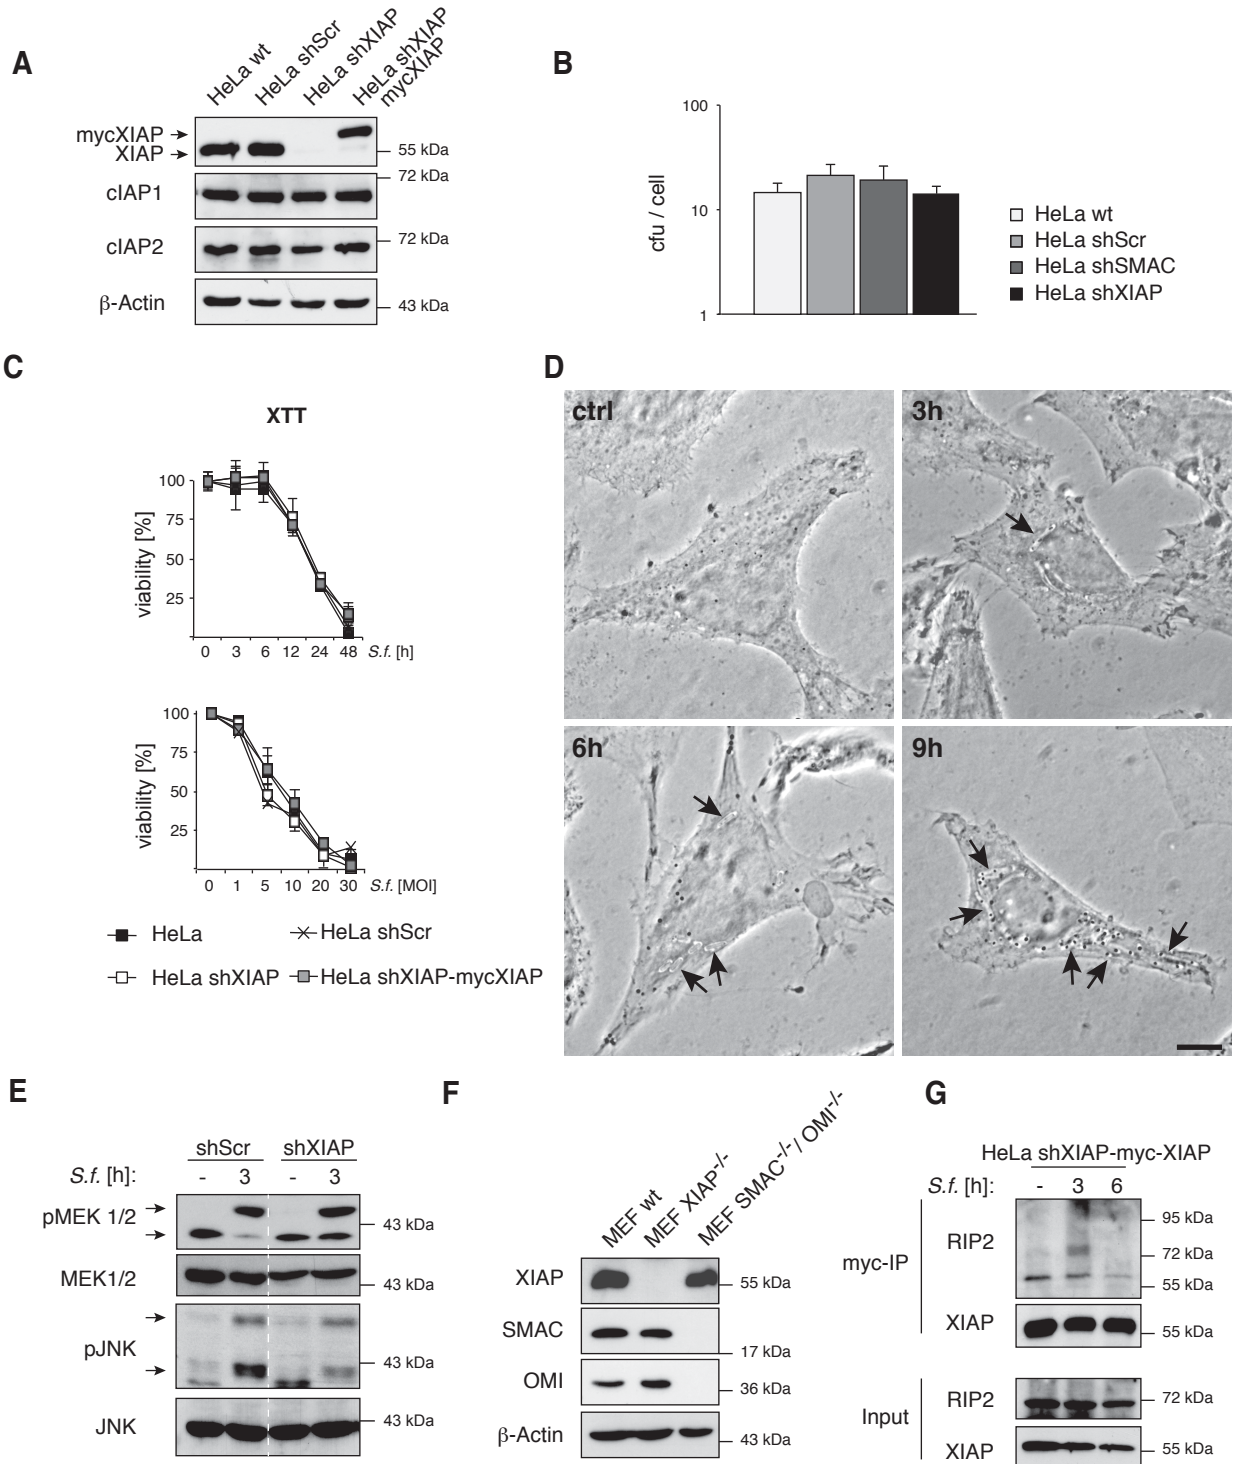 A
HeLa wt
HeLa shScr
HeLa shXIAP
HeLa shXIAP
mycXIAP
mycXIAP
XIAP
55 kDa
72 kDa
cIAP1
cIAP2
72 kDa
β-Actin
43 kDa
B
100
10
1
cfu / cell
HeLa wt
HeLa shScr
HeLa shSMAC
HeLa shXIAP
C
XTT
100
75
50
25
viability [%]
0 3 6 12 24 48 S.f. [h]
100
75
50
25
viability [%]
0 1 5 10 20 30 S.f. [MOI]
HeLa
HeLa shScr
HeLa shXIAP
HeLa shXIAP-mycXIAP
D
ctrl
3h
6h
9h
E
shScr shXIAP
S.f. [h]: - 3 - 3
pMEK 1/2
43 kDa
MEK1/2
43 kDa
pJNK
43 kDa
JNK
43 kDa
F
MEF wt
MEF XIAP-/-
MEF SMAC-/-/ OMI-/-
XIAP
55 kDa
SMAC
17 kDa
OMI
36 kDa
β-Actin
43 kDa
G
HeLa shXIAP-myc-XIAP
S.f. [h]: - 3 6
myc-IP
RIP2
95 kDa
72 kDa
55 kDa
XIAP
55 kDa
Input
RIP2
72 kDa
XIAP
55 kDa